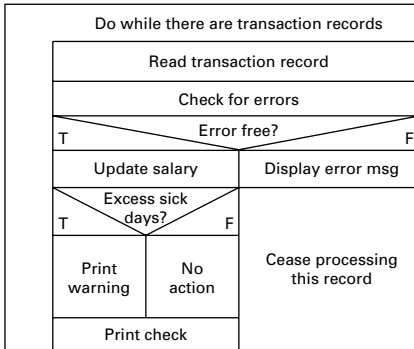 Do while there are transaction records
Read transaction record
Check for errors
Error free?
T
F
Update salary
Display error msg
Excess sick
days?
T
F
Print
warning
No
action
Cease processing
this record
Print check